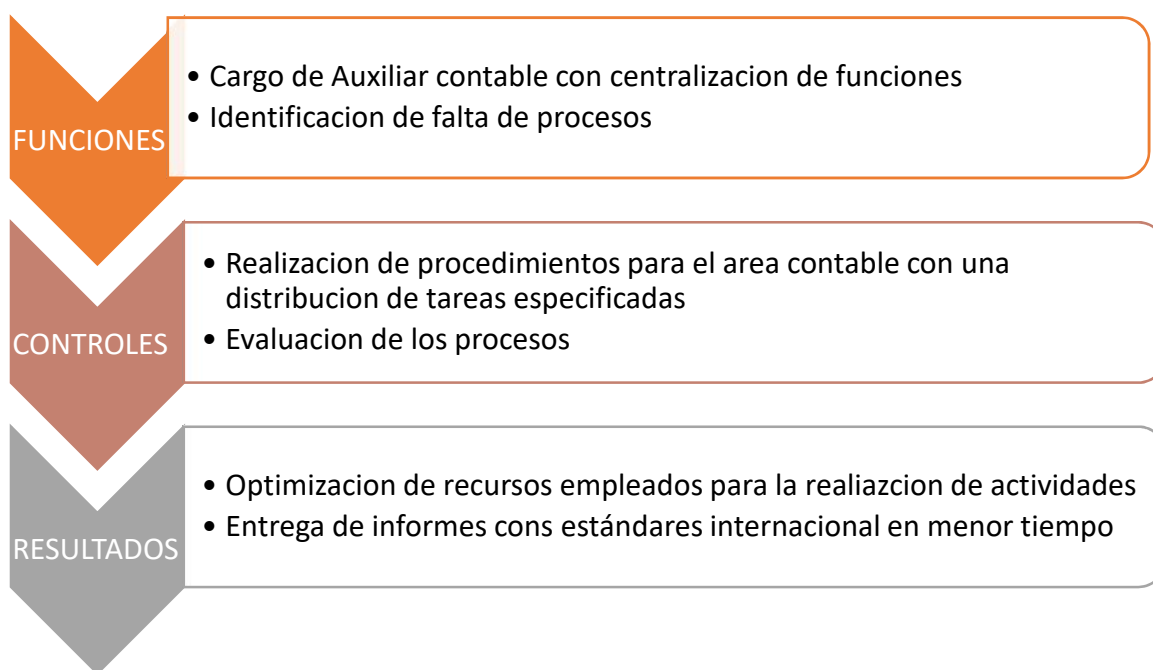 FUNCIONES
• Cargo de Auxiliar contable con centralizacion de funciones
• Identificacion de falta de procesos
CONTROLES
• Realizacion de procedimientos para el area contable con una
distribucion de tareas especificadas
• Evaluacion de los procesos
RESULTADOS
• Optimizacion de recursos empleados para la realiazcion de actividades
• Entrega de informes cons estándares internacional en menor tiempo